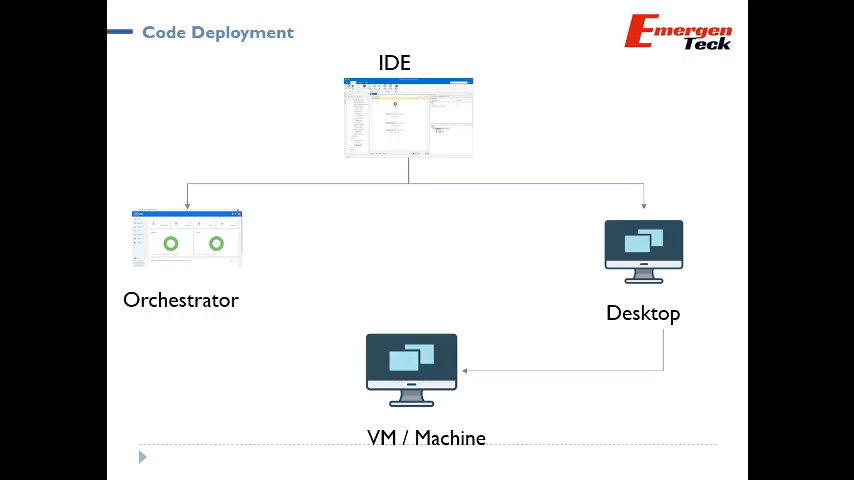 Code Deployment
Emergen
Teck
IDE
Orchestrator
Desktop
VM / Machine